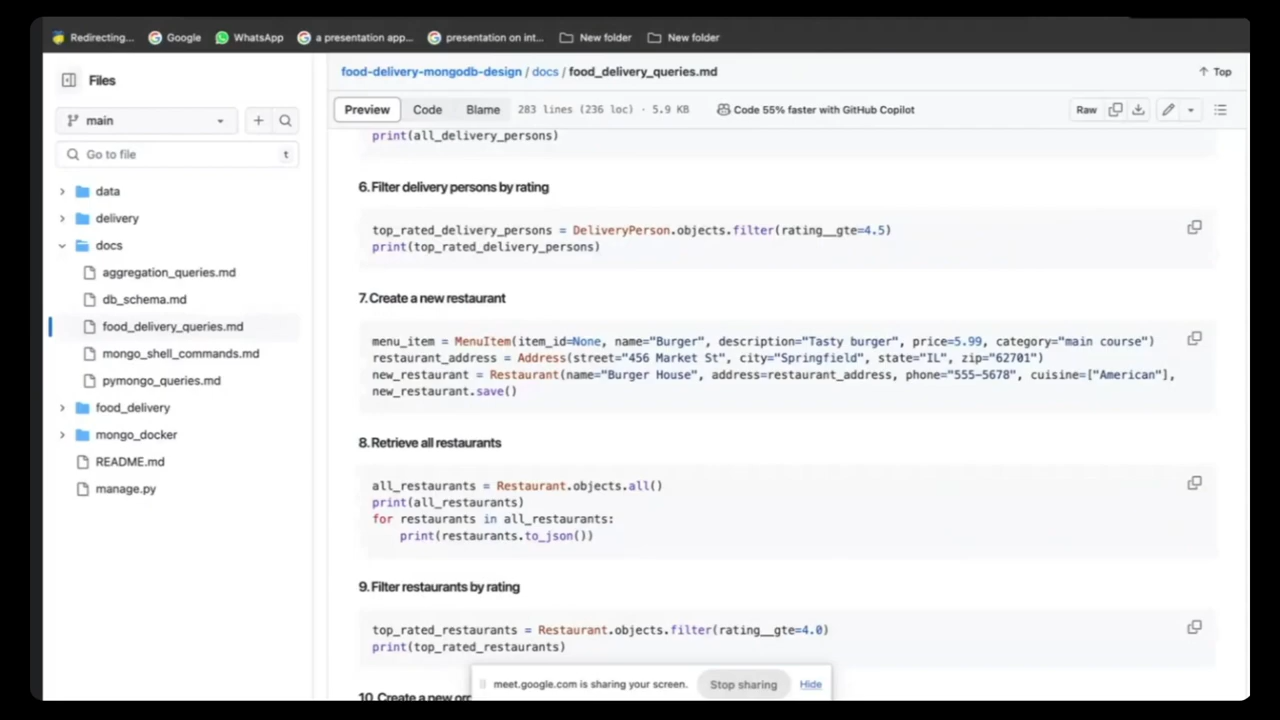 Redirecting... Google WhatsApp a presentation app... presentation on int... New folder New folder
Files
main
Go to file t
data
delivery
docs
aggregation_queries.md
db_schema.md
food_delivery_queries.md
mongo_shell_commands.md
pymongo_queries.md
food_delivery
mongo_docker
README.md
manage.py
food-delivery-mongodb-design / docs / food_delivery_queries.md Top
Preview Code Blame 283 lines (236 loc) · 5.9 KB Code 55% faster with GitHub Copilot Raw
print(all_delivery_persons)
6. Filter delivery persons by rating
top_rated_delivery_persons = DeliveryPerson.objects.filter(rating__gte=4.5)
print(top_rated_delivery_persons)
7. Create a new restaurant
menu_item = MenuItem(item_id=None, name="Burger", description="Tasty burger", price=5.99, category="main course")
restaurant_address = Address(street="456 Market St", city="Springfield", state="IL", zip="62701")
new_restaurant = Restaurant(name="Burger House", address=restaurant_address, phone="555-5678", cuisine=["American"],
new_restaurant.save()
8. Retrieve all restaurants
all_restaurants = Restaurant.objects.all()
print(all_restaurants)
for restaurants in all_restaurants:
    print(restaurants.to_json())
9. Filter restaurants by rating
top_rated_restaurants = Restaurant.objects.filter(rating__gte=4.0)
print(top_rated_restaurants)
10. Create a new
meet.google.com is sharing your screen. Stop sharing Hide